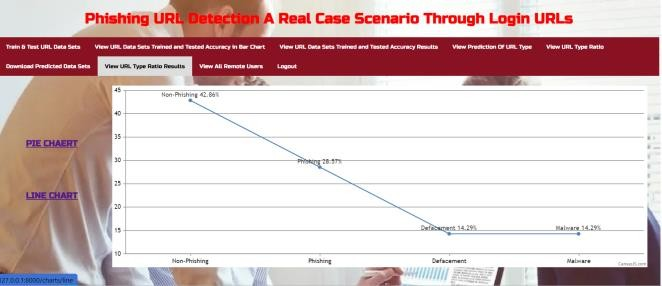 Phishing URL Detection A Real Case Scenario Through Login URLs
Train & Test URL Data Sets View URL Data Sets Trained and Tested Accuracy in Bar Chart View URL Data Sets Trained and Tested Accuracy Results View Prediction Of URL Type View URL Type Ratio
Download Predicted Data Sets View URL Type Ratio Results View All Remote Users Logout
PIE CHAERT
LINE CHART
45
40
35
30
25
20
15
10
Non-Phishing 42.86%
Phishing 28.57%
Defacement 14.29%
Malware 14.29%
Non-Phishing Phishing Defacement Malware
CanvasJS.com
127.0.0.1:8000/charts/line